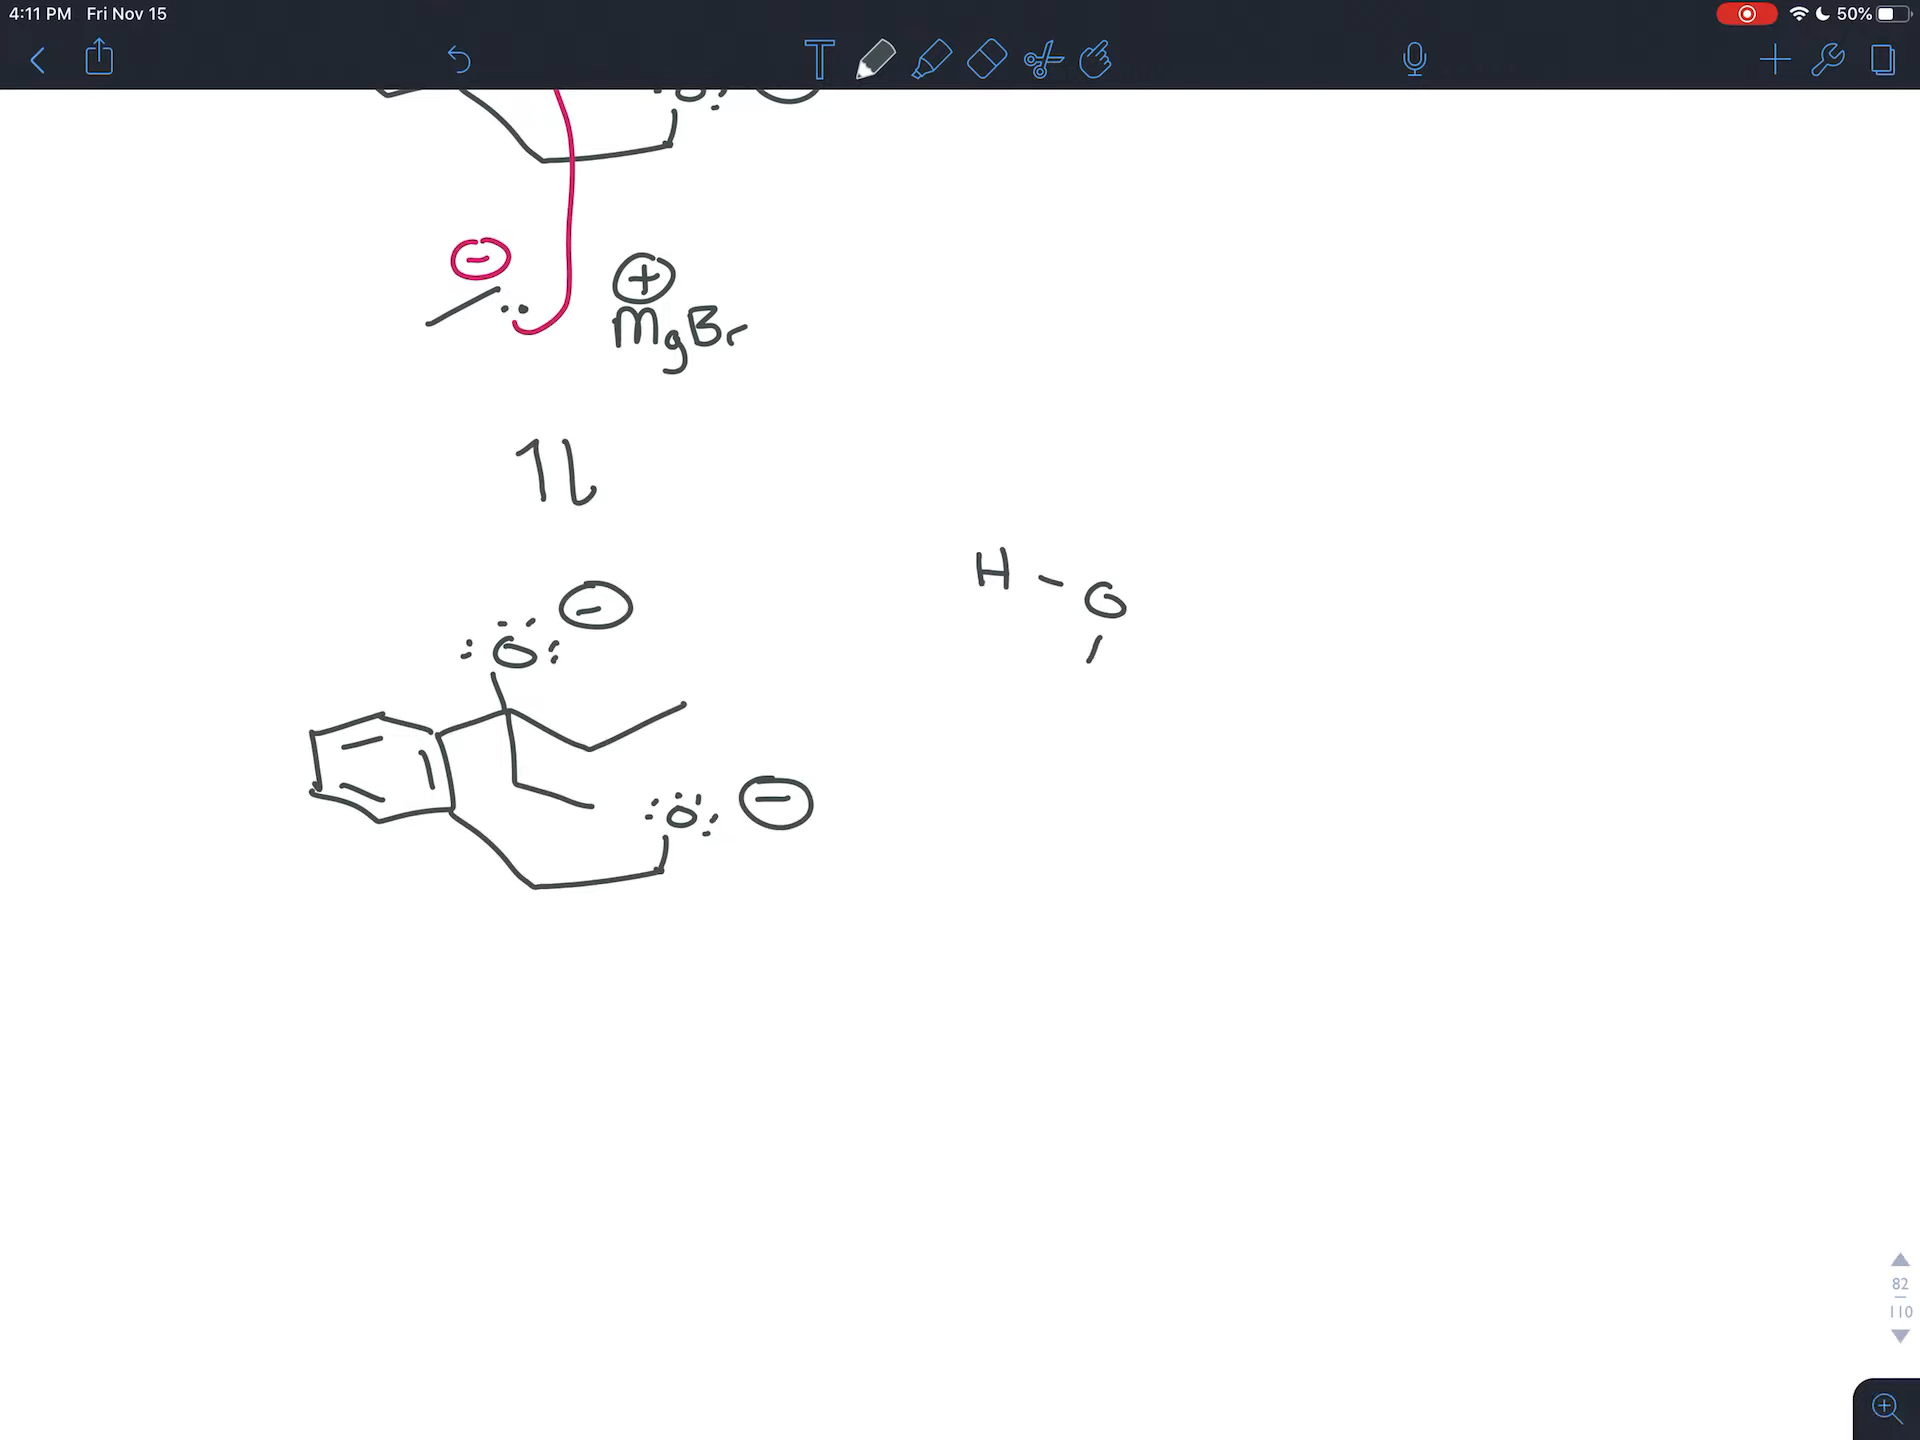 4:11 PM Fri Nov 15
50%
T
:O:
−
+
MgBr
−
:O:
H - O
:O:
−
82
110